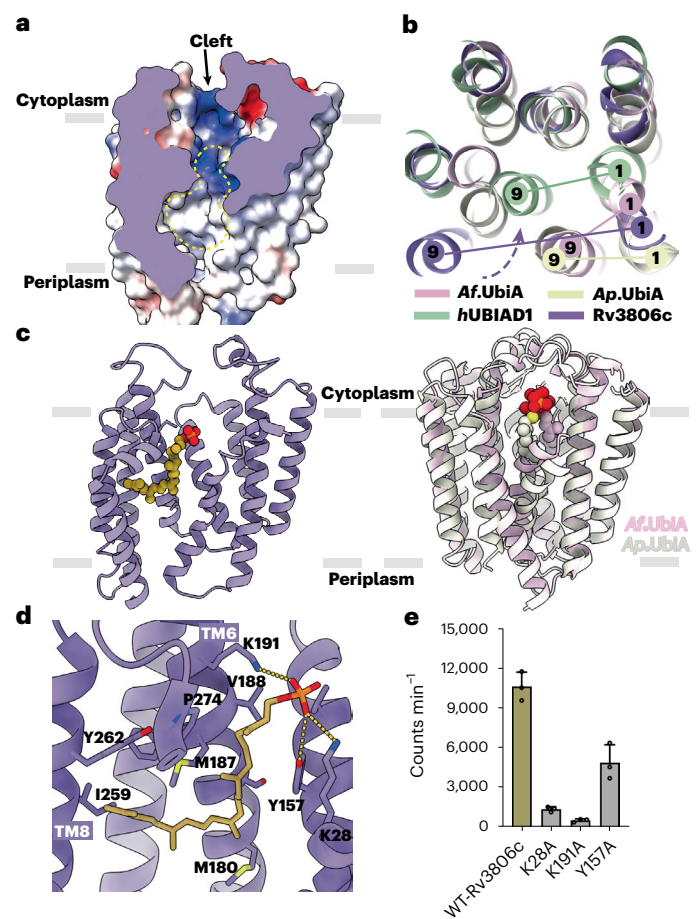 a
Cleft
Cytoplasm
Periplasm
b
9
1
1
1
9
9
9
1
Af.UbiA
Ap.UbiA
hUBIAD1
Rv3806c
c
Cytoplasm
Af.UbiA
Ap.UbiA
Periplasm
d
TM6
K191
V188
P274
Y262
M187
I259
Y157
TM8
K28
M180
e
15,000
12,000
9,000
6,000
3,000
0
Counts min⁻¹
WT-Rv3806c
K28A
K191A
Y157A